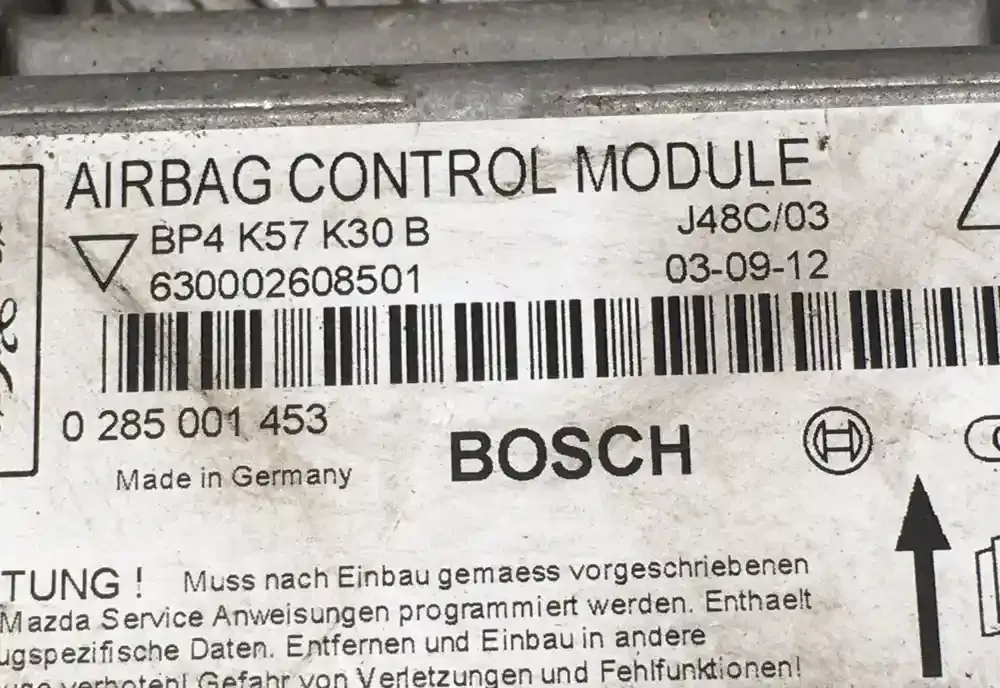 AIRBAG CONTROL MODULE
BP4 K57 K30 B J48C/03
630002608501 03-09-12
0 285 001 453
BOSCH
Made in Germany
TUNG ! Muss nach Einbau gemaess vorgeschriebenen
Mazda Service Anweisungen programmiert werden. Enthaelt
ugspezifische Daten. Entfernen und Einbau in andere
verboten! Gefahr von Verletzungen und Fehlfunktionen!